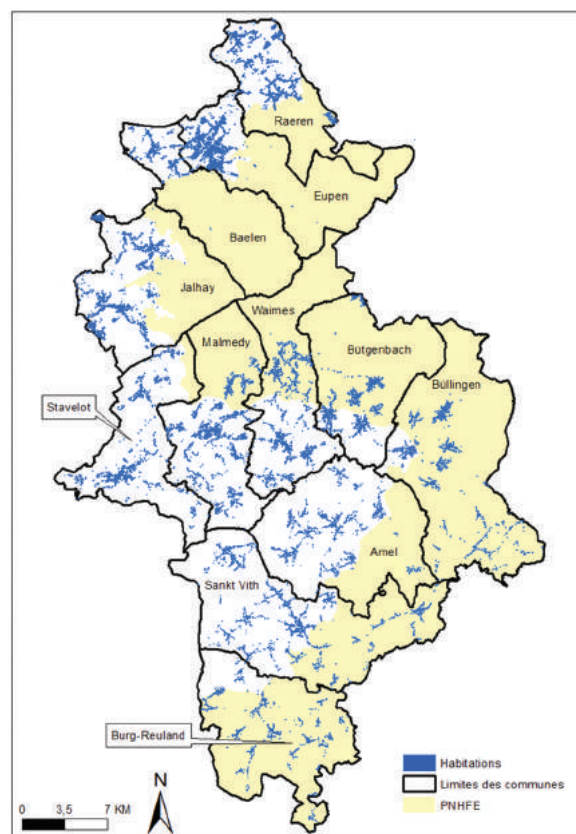 Raeren
Eupen
Baelen
Jalhay
Waimes
Malmedy
Bütgenbach
Büllingen
Stavelot
Amel
Sankt Vith
Burg-Reuland
N
0 3,5 7 KM
Habitations
Limites des communes
PNHFE